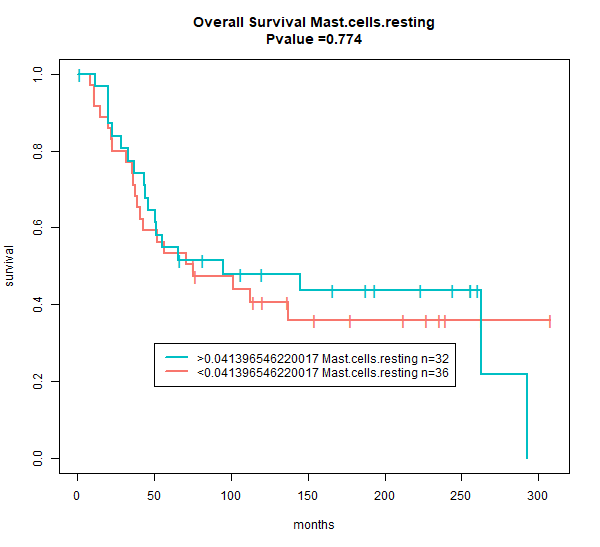 Overall Survival Mast.cells.resting
Pvalue =0.774
survival
1.0
0.8
0.6
0.4
0.2
0.0
>0.041396546220017 Mast.cells.resting n=32
<0.041396546220017 Mast.cells.resting n=36
0 50 100 150 200 250 300
months